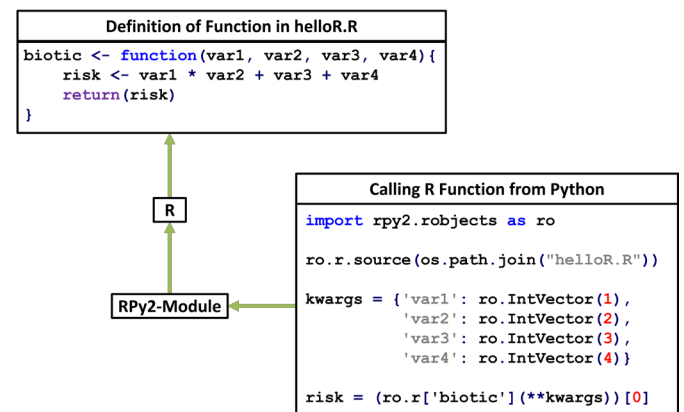 Definition of Function in helloR.R
biotic <- function(var1, var2, var3, var4){
    risk <- var1 * var2 + var3 + var4
    return(risk)
}
R
RPy2-Module
Calling R Function from Python
import rpy2.robjects as ro
ro.r.source(os.path.join("helloR.R"))
kwargs = {'var1': ro.IntVector(1),
          'var2': ro.IntVector(2),
          'var3': ro.IntVector(3),
          'var4': ro.IntVector(4)}
risk = (ro.r['biotic'](**kwargs))[0]